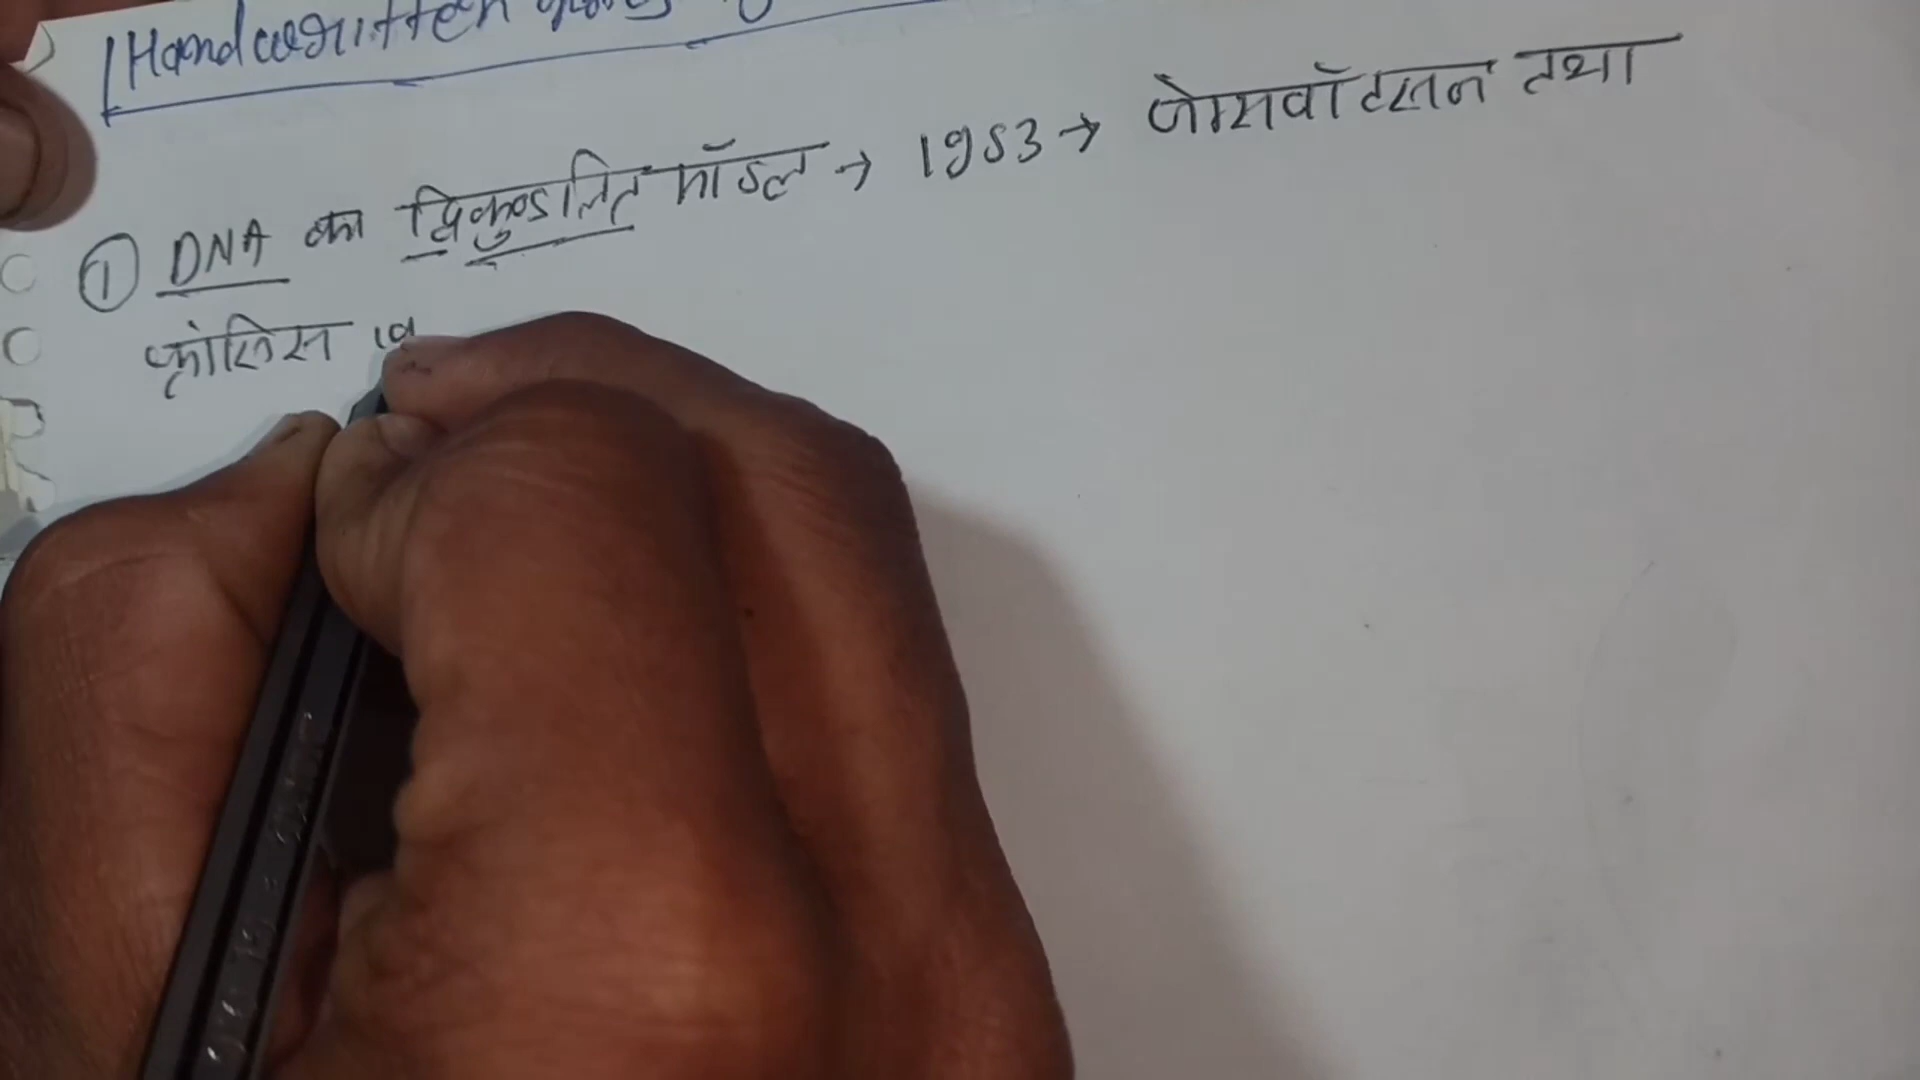 Handwritten
① DNA का द्विकुण्डलित मॉडल → 1953 → जेम्सवॉटसन तथा
फ्रांसिस